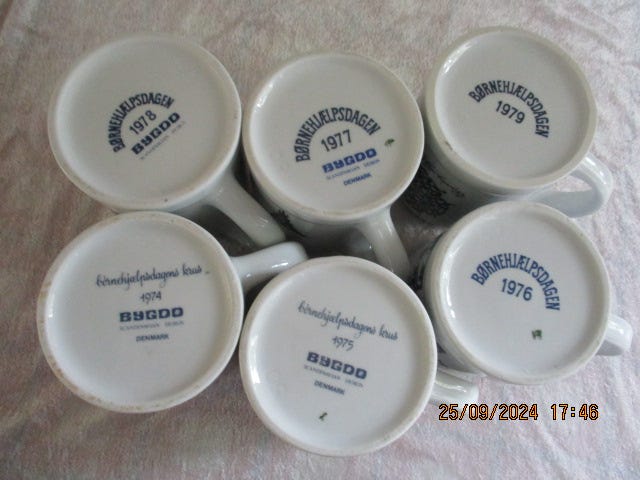 BØRNEHJÆLPSDAGEN
1978
BYGDO
SCANDINAVIAN DESIGN
BØRNEHJÆLPSDAGEN
1977
BYGDO
SCANDINAVIAN DESIGN
DENMARK
BØRNEHJÆLPSDAGEN
1979
børnehjælpsdagens krus
1974
BYGDO
SCANDINAVIAN DESIGN
DENMARK
børnehjælpsdagens krus
1975
BYGDO
SCANDINAVIAN DESIGN
DENMARK
BØRNEHJÆLPSDAGEN
1976
25/09/2024 17:46